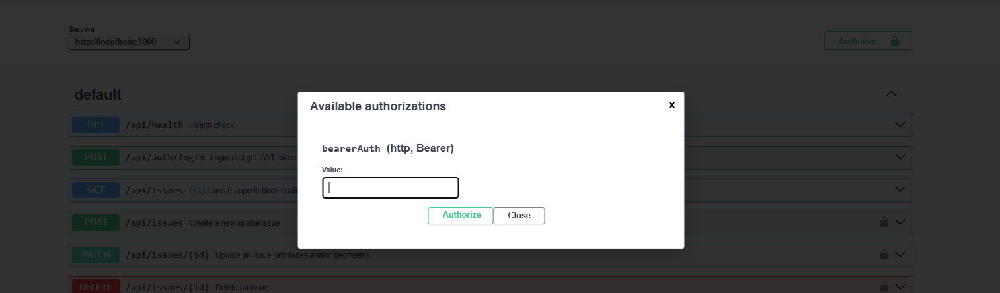 Servers
http://localhost:3000
Authorize
default
Available authorizations
×
GET /api/health Health check
bearerAuth (http, Bearer)
POST /api/auth/login Login and get JWT token
Value:
GET /api/issues List issues (supports bbox spati
Authorize Close
POST /api/issues Create a new spatial issue
PATCH /api/issues/{id} Update an issue (attributes and/or geometry)
DELETE /api/issues/{id} Delete an issue